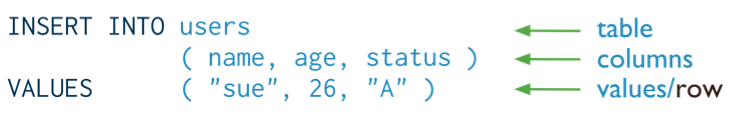 INSERT INTO users table
( name, age, status ) columns
VALUES ( "sue", 26, "A" ) values/row